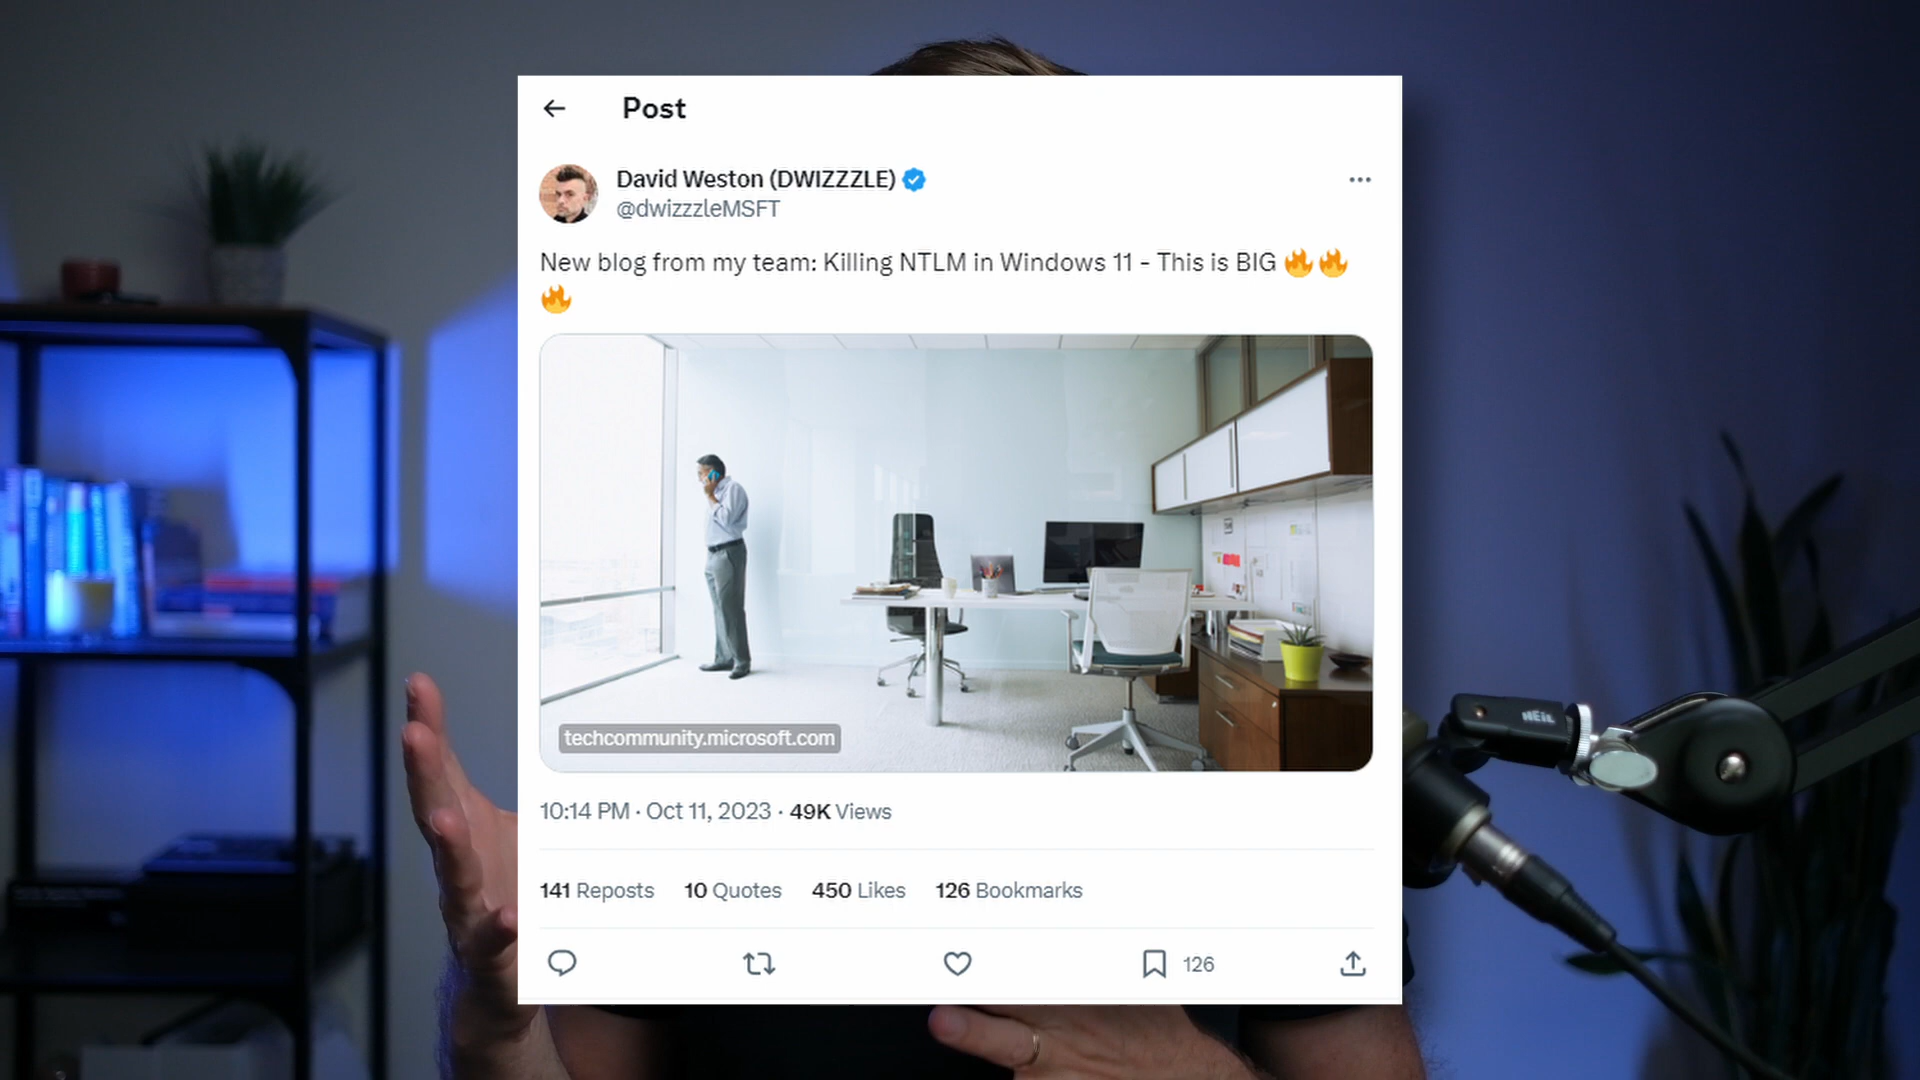 Post
David Weston (DWIZZZLE)
@dwizzzleMSFT
New blog from my team: Killing NTLM in Windows 11 - This is BIG 🔥🔥
🔥
techcommunity.microsoft.com
10:14 PM · Oct 11, 2023 · 49K Views
141 Reposts 10 Quotes 450 Likes 126 Bookmarks
126
HEiL